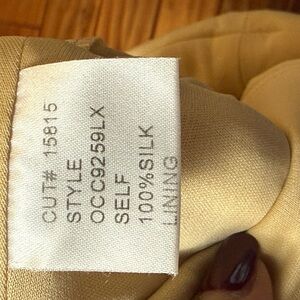 CUT# 15815
STYLE
OCC9259LX
SELF
100%SILK
LINING